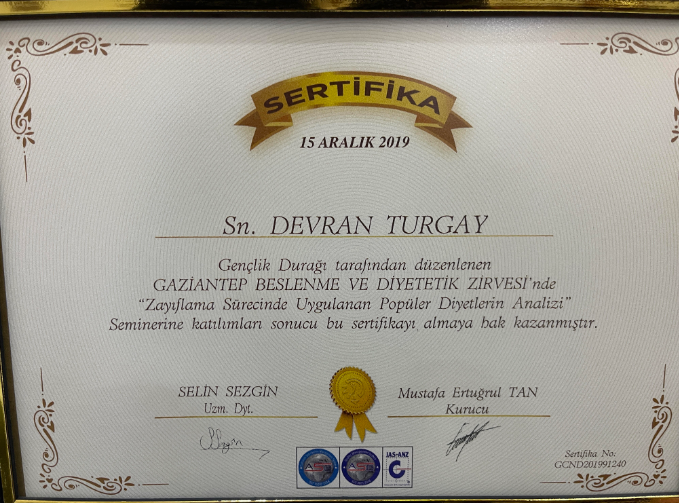 SERTİFİKA
15 ARALIK 2019
Sn. DEVRAN TURGAY
Gençlik Durağı tarafından düzenlenen
GAZİANTEP BESLENME VE DİYETETİK ZİRVESİ'nde
“Zayıflama Sürecinde Uygulanan Popüler Diyetlerin Analizi”
Seminerine katılımları sonucu bu sertifikayı almaya hak kazanmıştır.
SELİN SEZGİN
Uzm. Dyt.
Mustafa Ertuğrul TAN
Kurucu
JAS-ANZ
Sertifika No:
GCND201991240